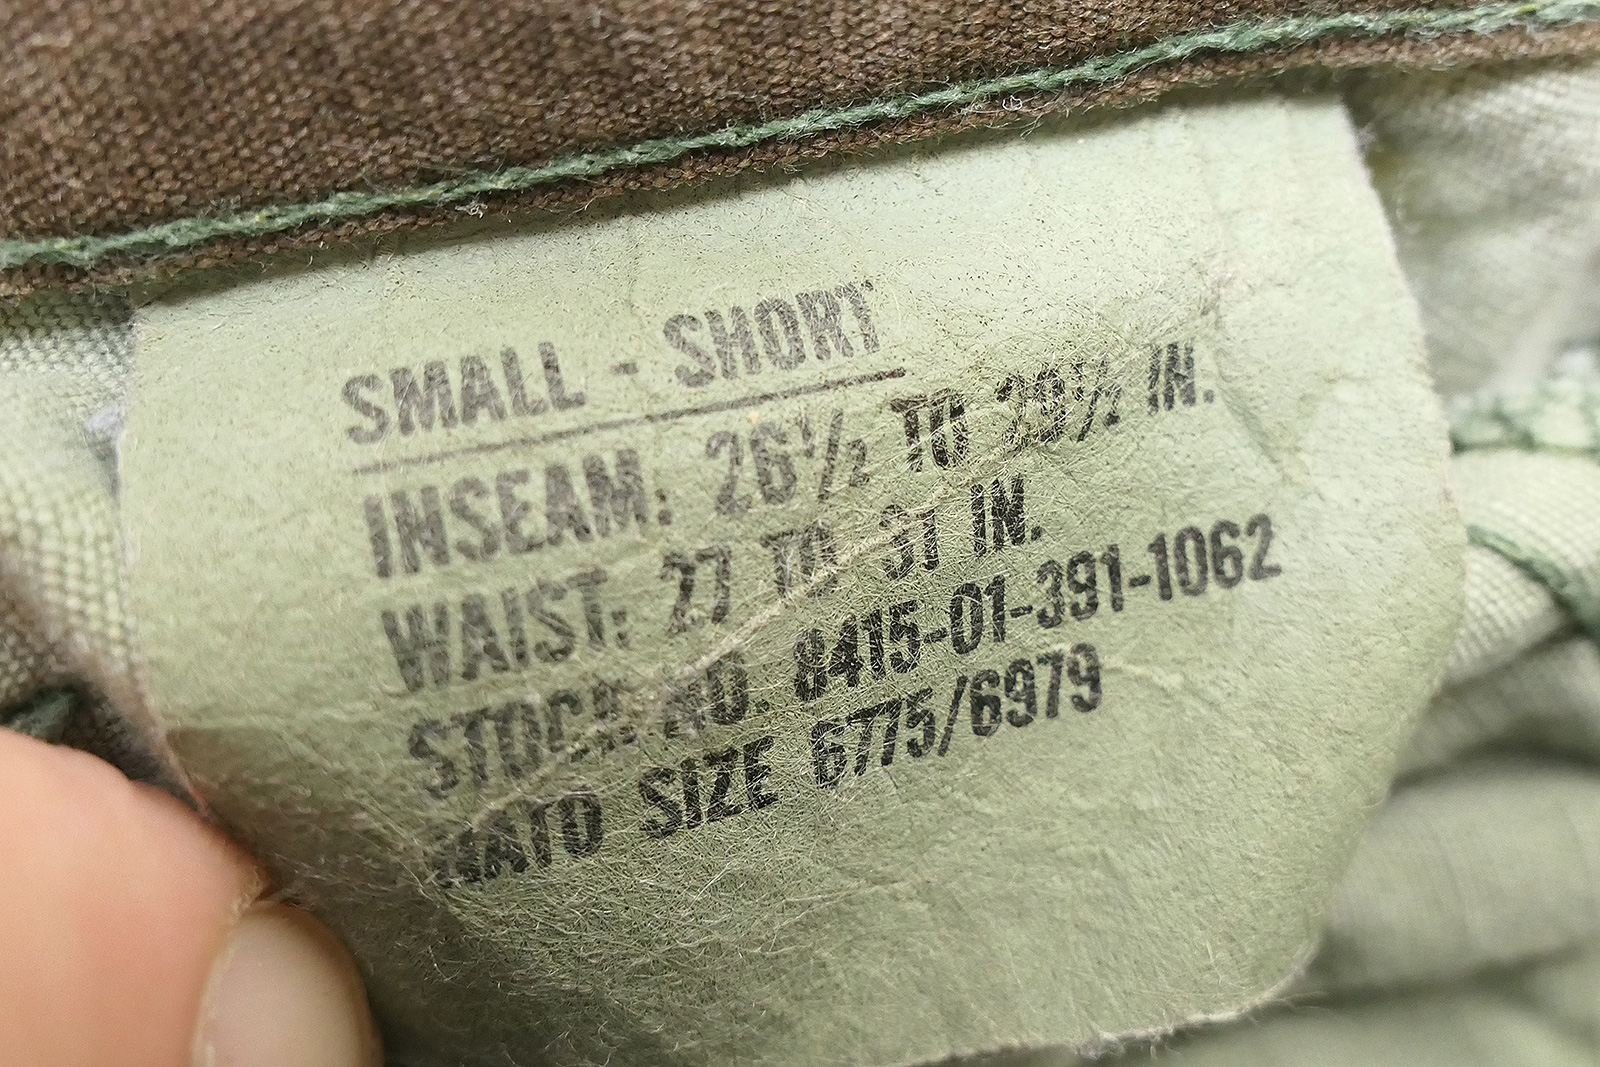 SMALL - SHORT
INSEAM: 26½ TO 29½ IN.
WAIST: 27 TO 31 IN.
STOCK NO. 8415-01-391-1062
NATO SIZE 6775/6979